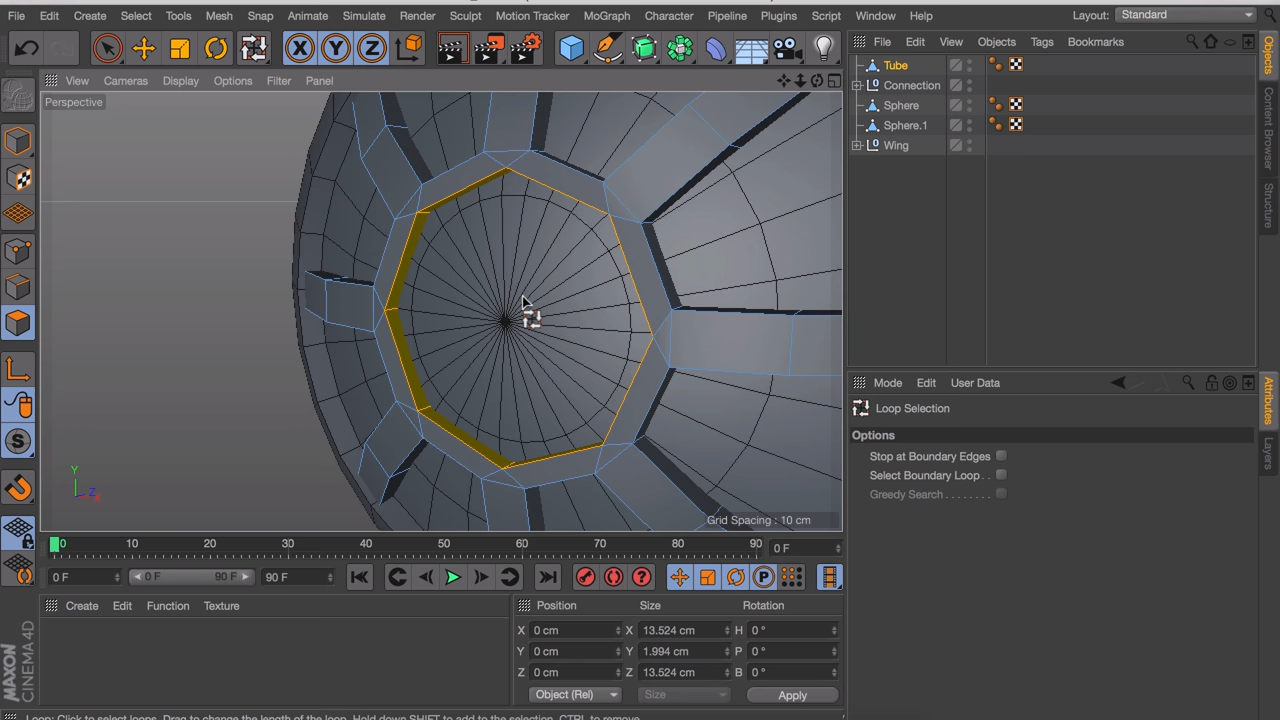 File Edit Create Select Tools Mesh Snap Animate Simulate Render Sculpt Motion Tracker MoGraph Character Pipeline Plugins Script Window Help Layout: Standard
X Y Z
File Edit View Objects Tags Bookmarks
Tube
Connection
Sphere
Sphere.1
Wing
Objects
Content Browser
Structure
View Cameras Display Options Filter Panel
Perspective
Y
Z
X
Grid Spacing : 10 cm
Mode Edit User Data
Loop Selection
Options
Stop at Boundary Edges
Select Boundary Loop . .
Greedy Search . . . . . . . .
Attributes
Layers
0 10 20 30 40 50 60 70 80 90 0 F
0 F 0 F 90 F 90 F
Create Edit Function Texture
Position Size Rotation
X 0 cm X 13.524 cm H 0 °
Y 0 cm Y 1.994 cm P 0 °
Z 0 cm Z 13.524 cm B 0 °
Object (Rel) Size Apply
MAXON
CINEMA 4D
Loop: Click to select loops. Drag to change the length of the loop. Hold down SHIFT to add to the selection, CTRL to remove.